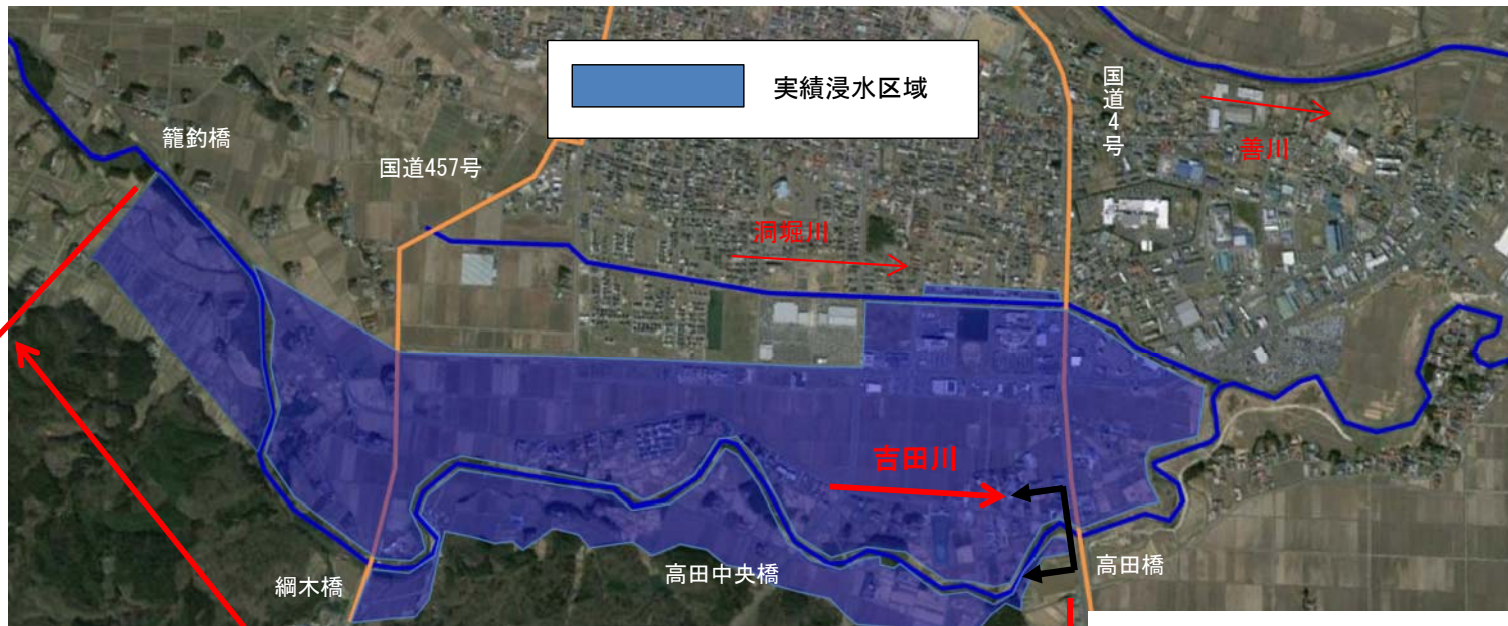 実績浸水区域
国道4号
籠釣橋
国道457号
善川
洞堀川
吉田川
高田橋
高田中央橋
綱木橋